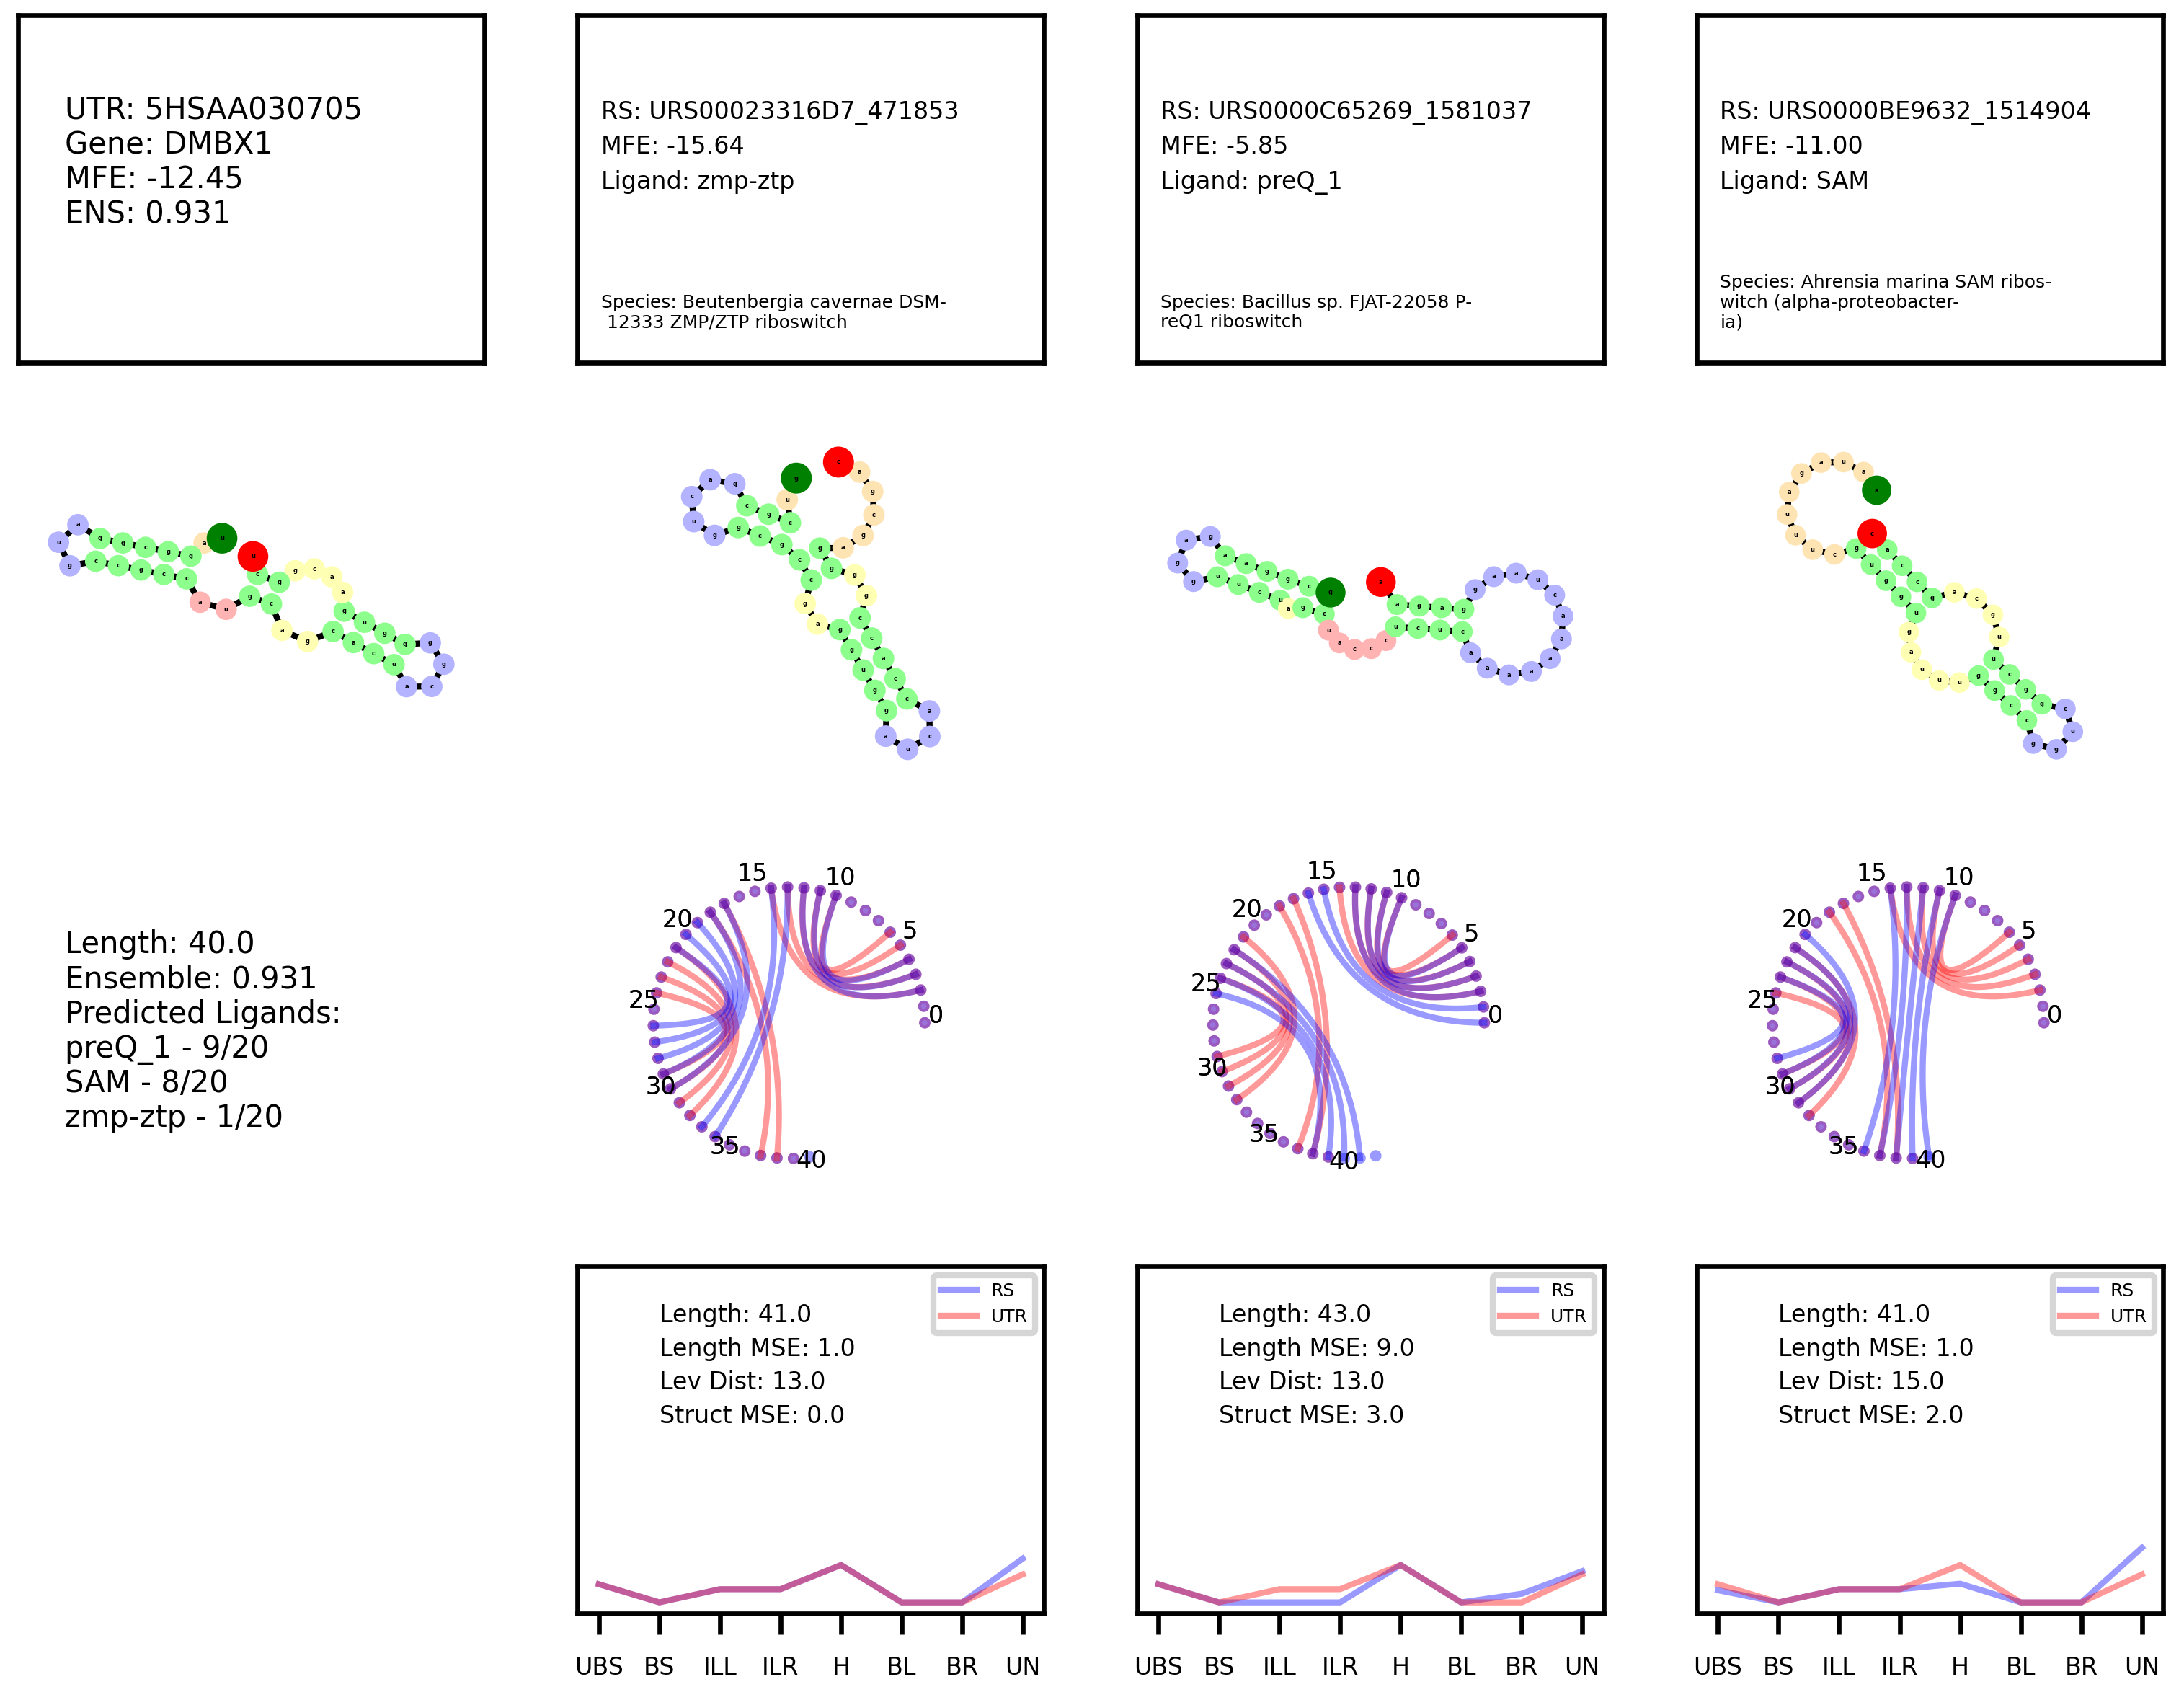 UTR: 5HSAA030705
Gene: DMBX1
MFE: -12.45
ENS: 0.931
RS: URS00023316D7_471853
MFE: -15.64
Ligand: zmp-ztp
Species: Beutenbergia cavernae DSM-
12333 ZMP/ZTP riboswitch
RS: URS0000C65269_1581037
MFE: -5.85
Ligand: preQ_1
Species: Bacillus sp. FJAT-22058 P-
reQ1 riboswitch
RS: URS0000BE9632_1514904
MFE: -11.00
Ligand: SAM
Species: Ahrensia marina SAM ribos-
witch (alpha-proteobacter-
ia)
Length: 40.0
Ensemble: 0.931
Predicted Ligands:
preQ_1 - 9/20
SAM - 8/20
zmp-ztp - 1/20
0
5
10
15
20
25
30
35
40
0
5
10
15
20
25
30
35
40
0
5
10
15
20
25
30
35
40
RS
UTR
Length: 41.0
Length MSE: 1.0
Lev Dist: 13.0
Struct MSE: 0.0
UBS BS ILL ILR H BL BR UN
RS
UTR
Length: 43.0
Length MSE: 9.0
Lev Dist: 13.0
Struct MSE: 3.0
UBS BS ILL ILR H BL BR UN
RS
UTR
Length: 41.0
Length MSE: 1.0
Lev Dist: 15.0
Struct MSE: 2.0
UBS BS ILL ILR H BL BR UN